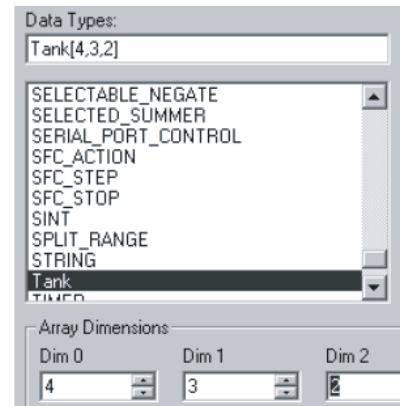 Data Types:
Tank[4,3,2]
SELECTABLE_NEGATE
SELECTED_SUMMER
SERIAL_PORT_CONTROL
SFC_ACTION
SFC_STEP
SFC_STOP
SINT
SPLIT_RANGE
STRING
Tank
TIMER
Array Dimensions
Dim 0 Dim 1 Dim 2
4 3 2